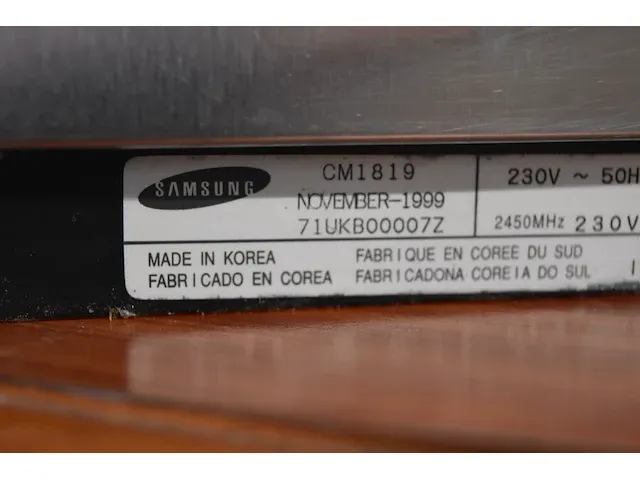 SAMSUNG
CM1819
NOVEMBER-1999
71UKB00007Z
230V ~ 50H
2450MHz 230V
MADE IN KOREA
FABRIQUE EN COREE DU SUD
FABRICADO EN COREA
FABRICADONA COREIA DO SUL